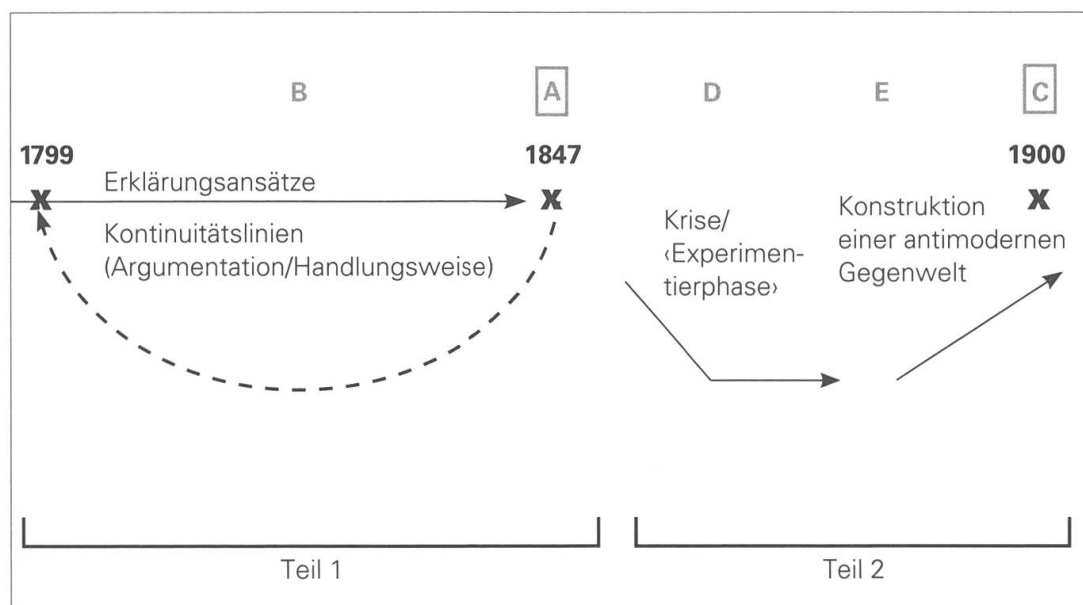 B A D E C
1799 1847 1900
Erklärungsansätze
Kontinuitätslinien
(Argumentation/Handlungsweise)
Krise/
‹Experimen-
tierphase›
Konstruktion
einer antimodernen
Gegenwelt
Teil 1
Teil 2